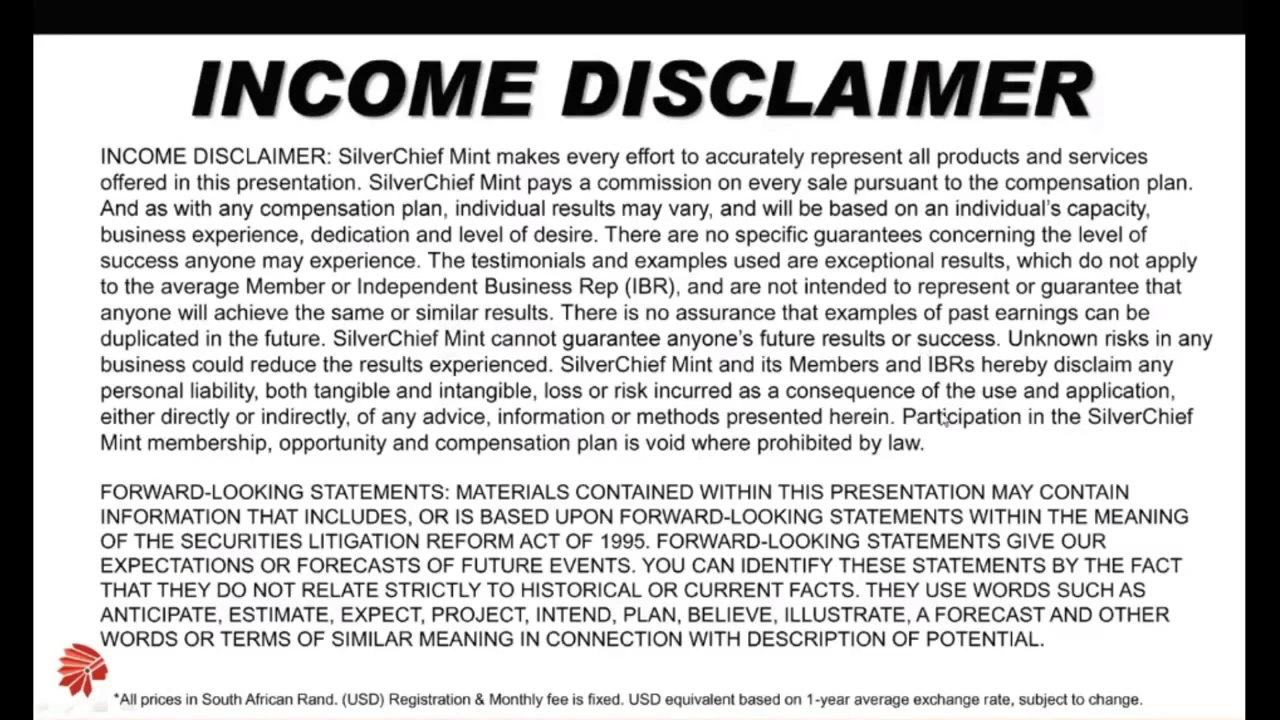 INCOME DISCLAIMER
INCOME DISCLAIMER: SilverChief Mint makes every effort to accurately represent all products and services
offered in this presentation. SilverChief Mint pays a commission on every sale pursuant to the compensation plan.
And as with any compensation plan, individual results may vary, and will be based on an individual's capacity,
business experience, dedication and level of desire. There are no specific guarantees concerning the level of
success anyone may experience. The testimonials and examples used are exceptional results, which do not apply
to the average Member or Independent Business Rep (IBR), and are not intended to represent or guarantee that
anyone will achieve the same or similar results. There is no assurance that examples of past earnings can be
duplicated in the future. SilverChief Mint cannot guarantee anyone's future results or success. Unknown risks in any
business could reduce the results experienced. SilverChief Mint and its Members and IBRs hereby disclaim any
personal liability, both tangible and intangible, loss or risk incurred as a consequence of the use and application,
either directly or indirectly, of any advice, information or methods presented herein. Participation in the SilverChief
Mint membership, opportunity and compensation plan is void where prohibited by law.
FORWARD-LOOKING STATEMENTS: MATERIALS CONTAINED WITHIN THIS PRESENTATION MAY CONTAIN
INFORMATION THAT INCLUDES, OR IS BASED UPON FORWARD-LOOKING STATEMENTS WITHIN THE MEANING
OF THE SECURITIES LITIGATION REFORM ACT OF 1995. FORWARD-LOOKING STATEMENTS GIVE OUR
EXPECTATIONS OR FORECASTS OF FUTURE EVENTS. YOU CAN IDENTIFY THESE STATEMENTS BY THE FACT
THAT THEY DO NOT RELATE STRICTLY TO HISTORICAL OR CURRENT FACTS. THEY USE WORDS SUCH AS
ANTICIPATE, ESTIMATE, EXPECT, PROJECT, INTEND, PLAN, BELIEVE, ILLUSTRATE, A FORECAST AND OTHER
WORDS OR TERMS OF SIMILAR MEANING IN CONNECTION WITH DESCRIPTION OF POTENTIAL.
*All prices in South African Rand. (USD) Registration & Monthly fee is fixed. USD equivalent based on 1-year average exchange rate, subject to change.